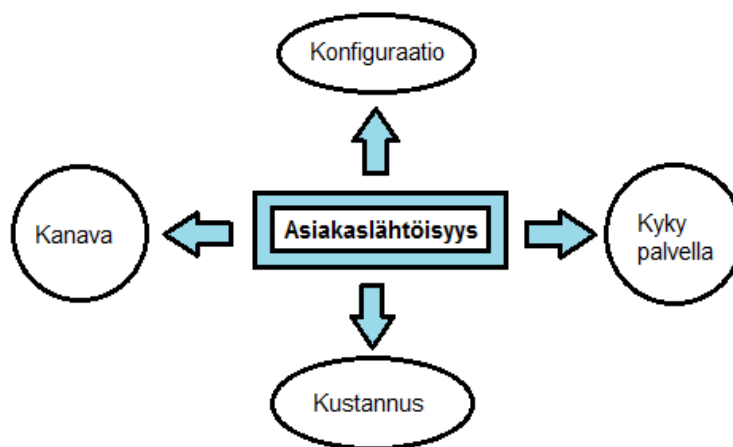 Konfiguraatio
Kanava
Asiakaslähtöisyys
Kyky
palvella
Kustannus